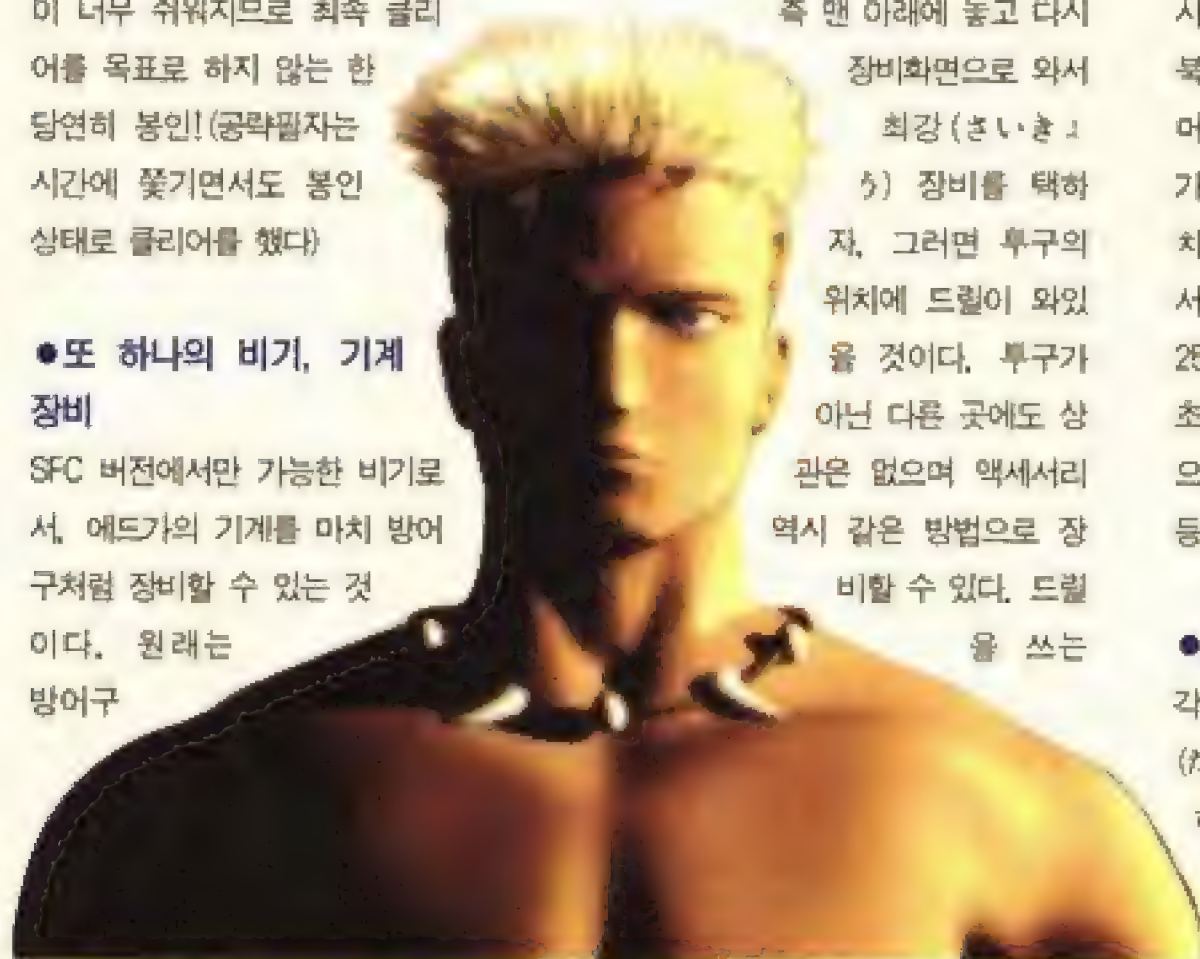 이 너무 쉬워지므로 최속 클리
어를 목표로 하지 않는 한
당연히 봉인!(공략필자는
시간에 쫓기면서도 봉인
상태로 클리어를 했다)
●또 하나의 비기, 기계
장비
SFC 버전에서만 가능한 비기로
서, 에드가의 기계를 마치 방어
구처럼 장비할 수 있는 것
이다. 원래는
방어구
즉 맨 아래에 놓고 다시
장비화면으로 와서
최강(さいきょ
う) 장비를 택하
자. 그러면 투구의
위치에 드릴이 와있
을 것이다. 투구가
아닌 다른 곳에도 상
관은 없으며 액세서리
역시 같은 방법으로 장
비할 수 있다. 드릴
을 쓰는
25
●